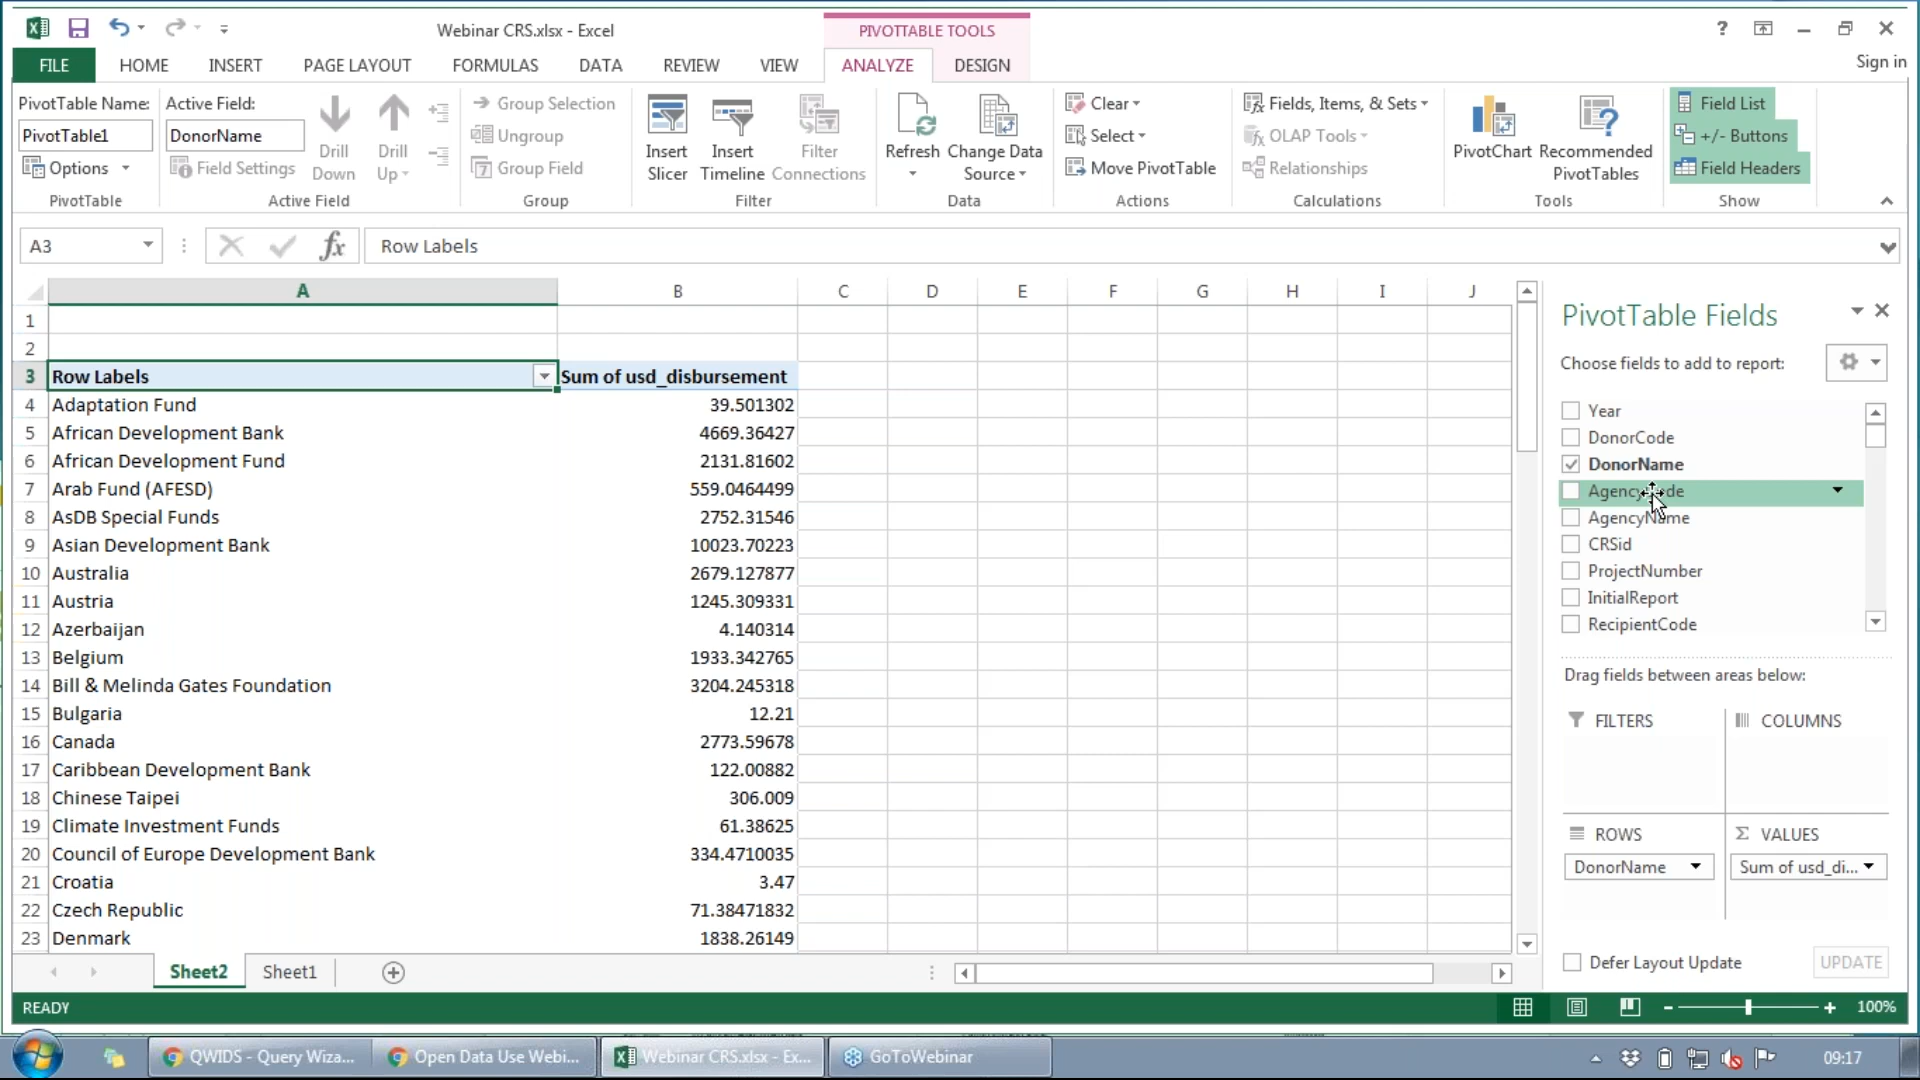 Webinar CRS.xlsx - Excel
PIVOTTABLE TOOLS
?
Sign in
FILE HOME INSERT PAGE LAYOUT FORMULAS DATA REVIEW VIEW ANALYZE DESIGN
PivotTable Name:
PivotTable1
Options
PivotTable
Active Field:
DonorName
Field Settings
Drill Down
Drill Up
Active Field
Group Selection
Ungroup
Group Field
Group
Insert Slicer
Insert Timeline
Filter Connections
Filter
Refresh
Change Data Source
Data
Clear
Select
Move PivotTable
Actions
Fields, Items, & Sets
OLAP Tools
Relationships
Calculations
PivotChart
Recommended PivotTables
Tools
Field List
+/- Buttons
Field Headers
Show
A3 fx Row Labels
A B C D E F G H I J
1
2
3 Row Labels Sum of usd_disbursement
4 Adaptation Fund 39.501302
5 African Development Bank 4669.36427
6 African Development Fund 2131.81602
7 Arab Fund (AFESD) 559.0464499
8 AsDB Special Funds 2752.31546
9 Asian Development Bank 10023.70223
10 Australia 2679.127877
11 Austria 1245.309331
12 Azerbaijan 4.140314
13 Belgium 1933.342765
14 Bill & Melinda Gates Foundation 3204.245318
15 Bulgaria 12.21
16 Canada 2773.59678
17 Caribbean Development Bank 122.00882
18 Chinese Taipei 306.009
19 Climate Investment Funds 61.38625
20 Council of Europe Development Bank 334.4710035
21 Croatia 3.47
22 Czech Republic 71.38471832
23 Denmark 1838.26149
PivotTable Fields
Choose fields to add to report:
Year
DonorCode
DonorName
AgencyCode
AgencyName
CRSid
ProjectNumber
InitialReport
RecipientCode
Drag fields between areas below:
FILTERS
COLUMNS
ROWS
DonorName
VALUES
Sum of usd_di...
Defer Layout Update
UPDATE
Sheet2 Sheet1
READY
100%
QWIDS - Query Wiza...
Open Data Use Webi...
Webinar CRS.xlsx - Ex...
GoToWebinar
09:17